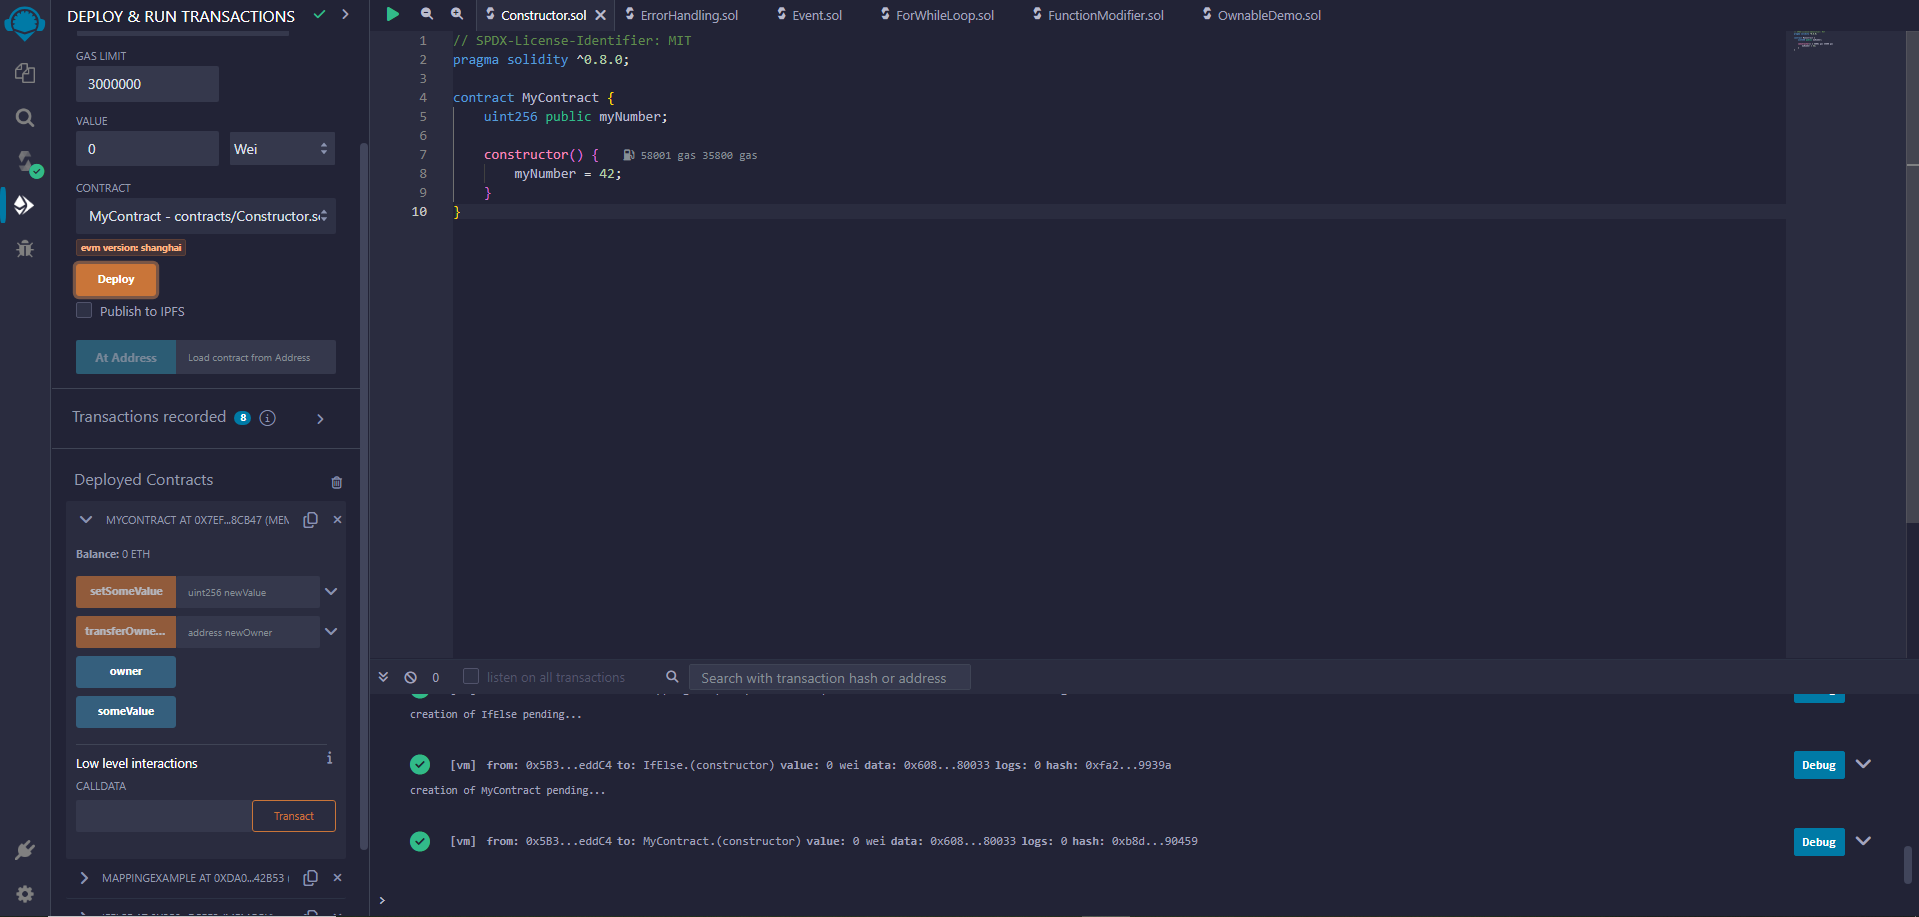 DEPLOY & RUN TRANSACTIONS
GAS LIMIT
3000000
VALUE
0
Wei
CONTRACT
MyContract - contracts/Constructor.s
evm version: shanghai
Deploy
Publish to IPFS
At Address
Load contract from Address
Transactions recorded 8 i
Deployed Contracts
MYCONTRACT AT 0X7EF...8CB47 (MEM
Balance: 0 ETH
setSomeValue
uint256 newValue
transferOwne...
address newOwner
owner
someValue
Low level interactions
i
CALLDATA
Transact
MAPPINGEXAMPLE AT 0XDA0...42B53 (
Constructor.sol
ErrorHandling.sol
Event.sol
ForWhileLoop.sol
FunctionModifier.sol
OwnableDemo.sol
1 // SPDX-License-Identifier: MIT
2 pragma solidity ^0.8.0;
3
4 contract MyContract {
5 uint256 public myNumber;
6
7 constructor() { 58001 gas 35800 gas
8 myNumber = 42;
9 }
10 }
0
listen on all transactions
Search with transaction hash or address
creation of IfElse pending...
[vm] from: 0x5B3...eddC4 to: IfElse.(constructor) value: 0 wei data: 0x608...80033 logs: 0 hash: 0xfa2...9939a
Debug
creation of MyContract pending...
[vm] from: 0x5B3...eddC4 to: MyContract.(constructor) value: 0 wei data: 0x608...80033 logs: 0 hash: 0xb8d...90459
Debug
>